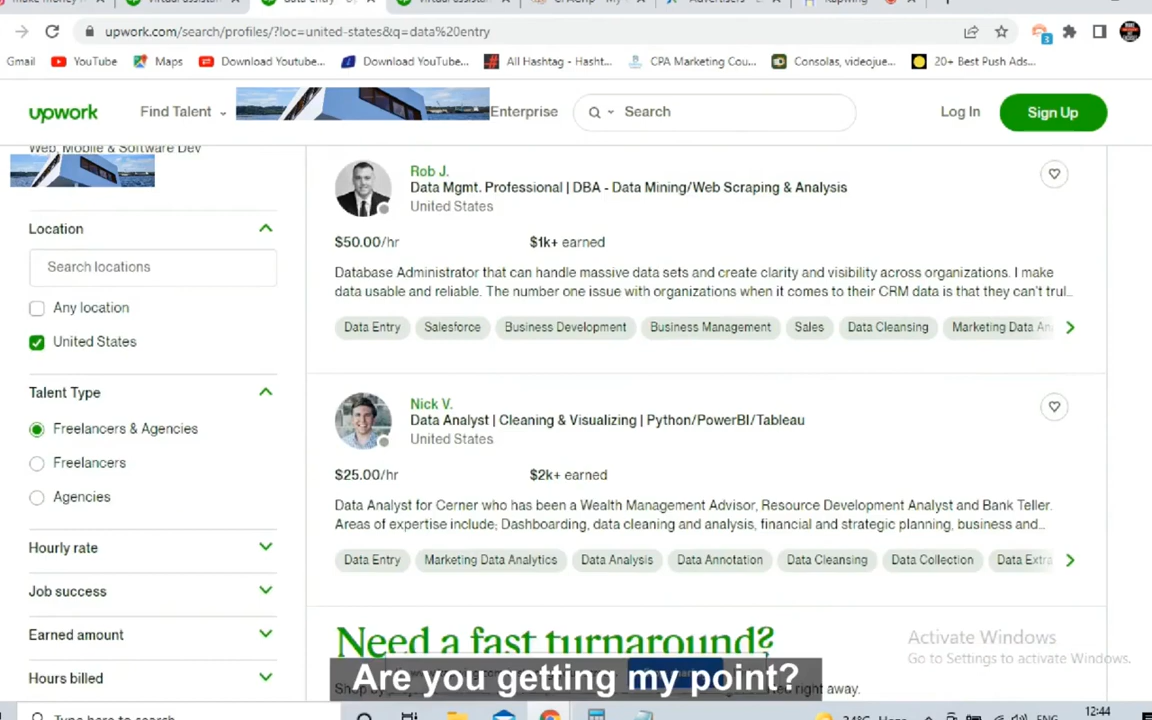 upwork.com/search/profiles/?loc=united-states&q=data%20entry
3
Gmail YouTube Maps Download Youtube... Download YouTube... All Hashtag - Hasht... CPA Marketing Cou... Consolas, videojue... 20+ Best Push Ads...
upwork Find Talent Enterprise Search Log In Sign Up
Web, Mobile & Software Dev
Location
Search locations
Any location
United States
Talent Type
Freelancers & Agencies
Freelancers
Agencies
Hourly rate
Job success
Earned amount
Hours billed
Rob J.
Data Mgmt. Professional | DBA - Data Mining/Web Scraping & Analysis
United States
$50.00/hr $1k+ earned
Database Administrator that can handle massive data sets and create clarity and visibility across organizations. I make
data usable and reliable. The number one issue with organizations when it comes to their CRM data is that they can't trul...
Data Entry Salesforce Business Development Business Management Sales Data Cleansing Marketing Data An
Nick V.
Data Analyst | Cleaning & Visualizing | Python/PowerBI/Tableau
United States
$25.00/hr $2k+ earned
Data Analyst for Cerner who has been a Wealth Management Advisor, Resource Development Analyst and Bank Teller.
Areas of expertise include; Dashboarding, data cleaning and analysis, financial and strategic planning, business and...
Data Entry Marketing Data Analytics Data Analysis Data Annotation Data Cleansing Data Collection Data Extra
Need a fast turnaround?
Are you getting my point?
right away.
Activate Windows
Go to Settings to activate Windows.
Type here to search
12:44